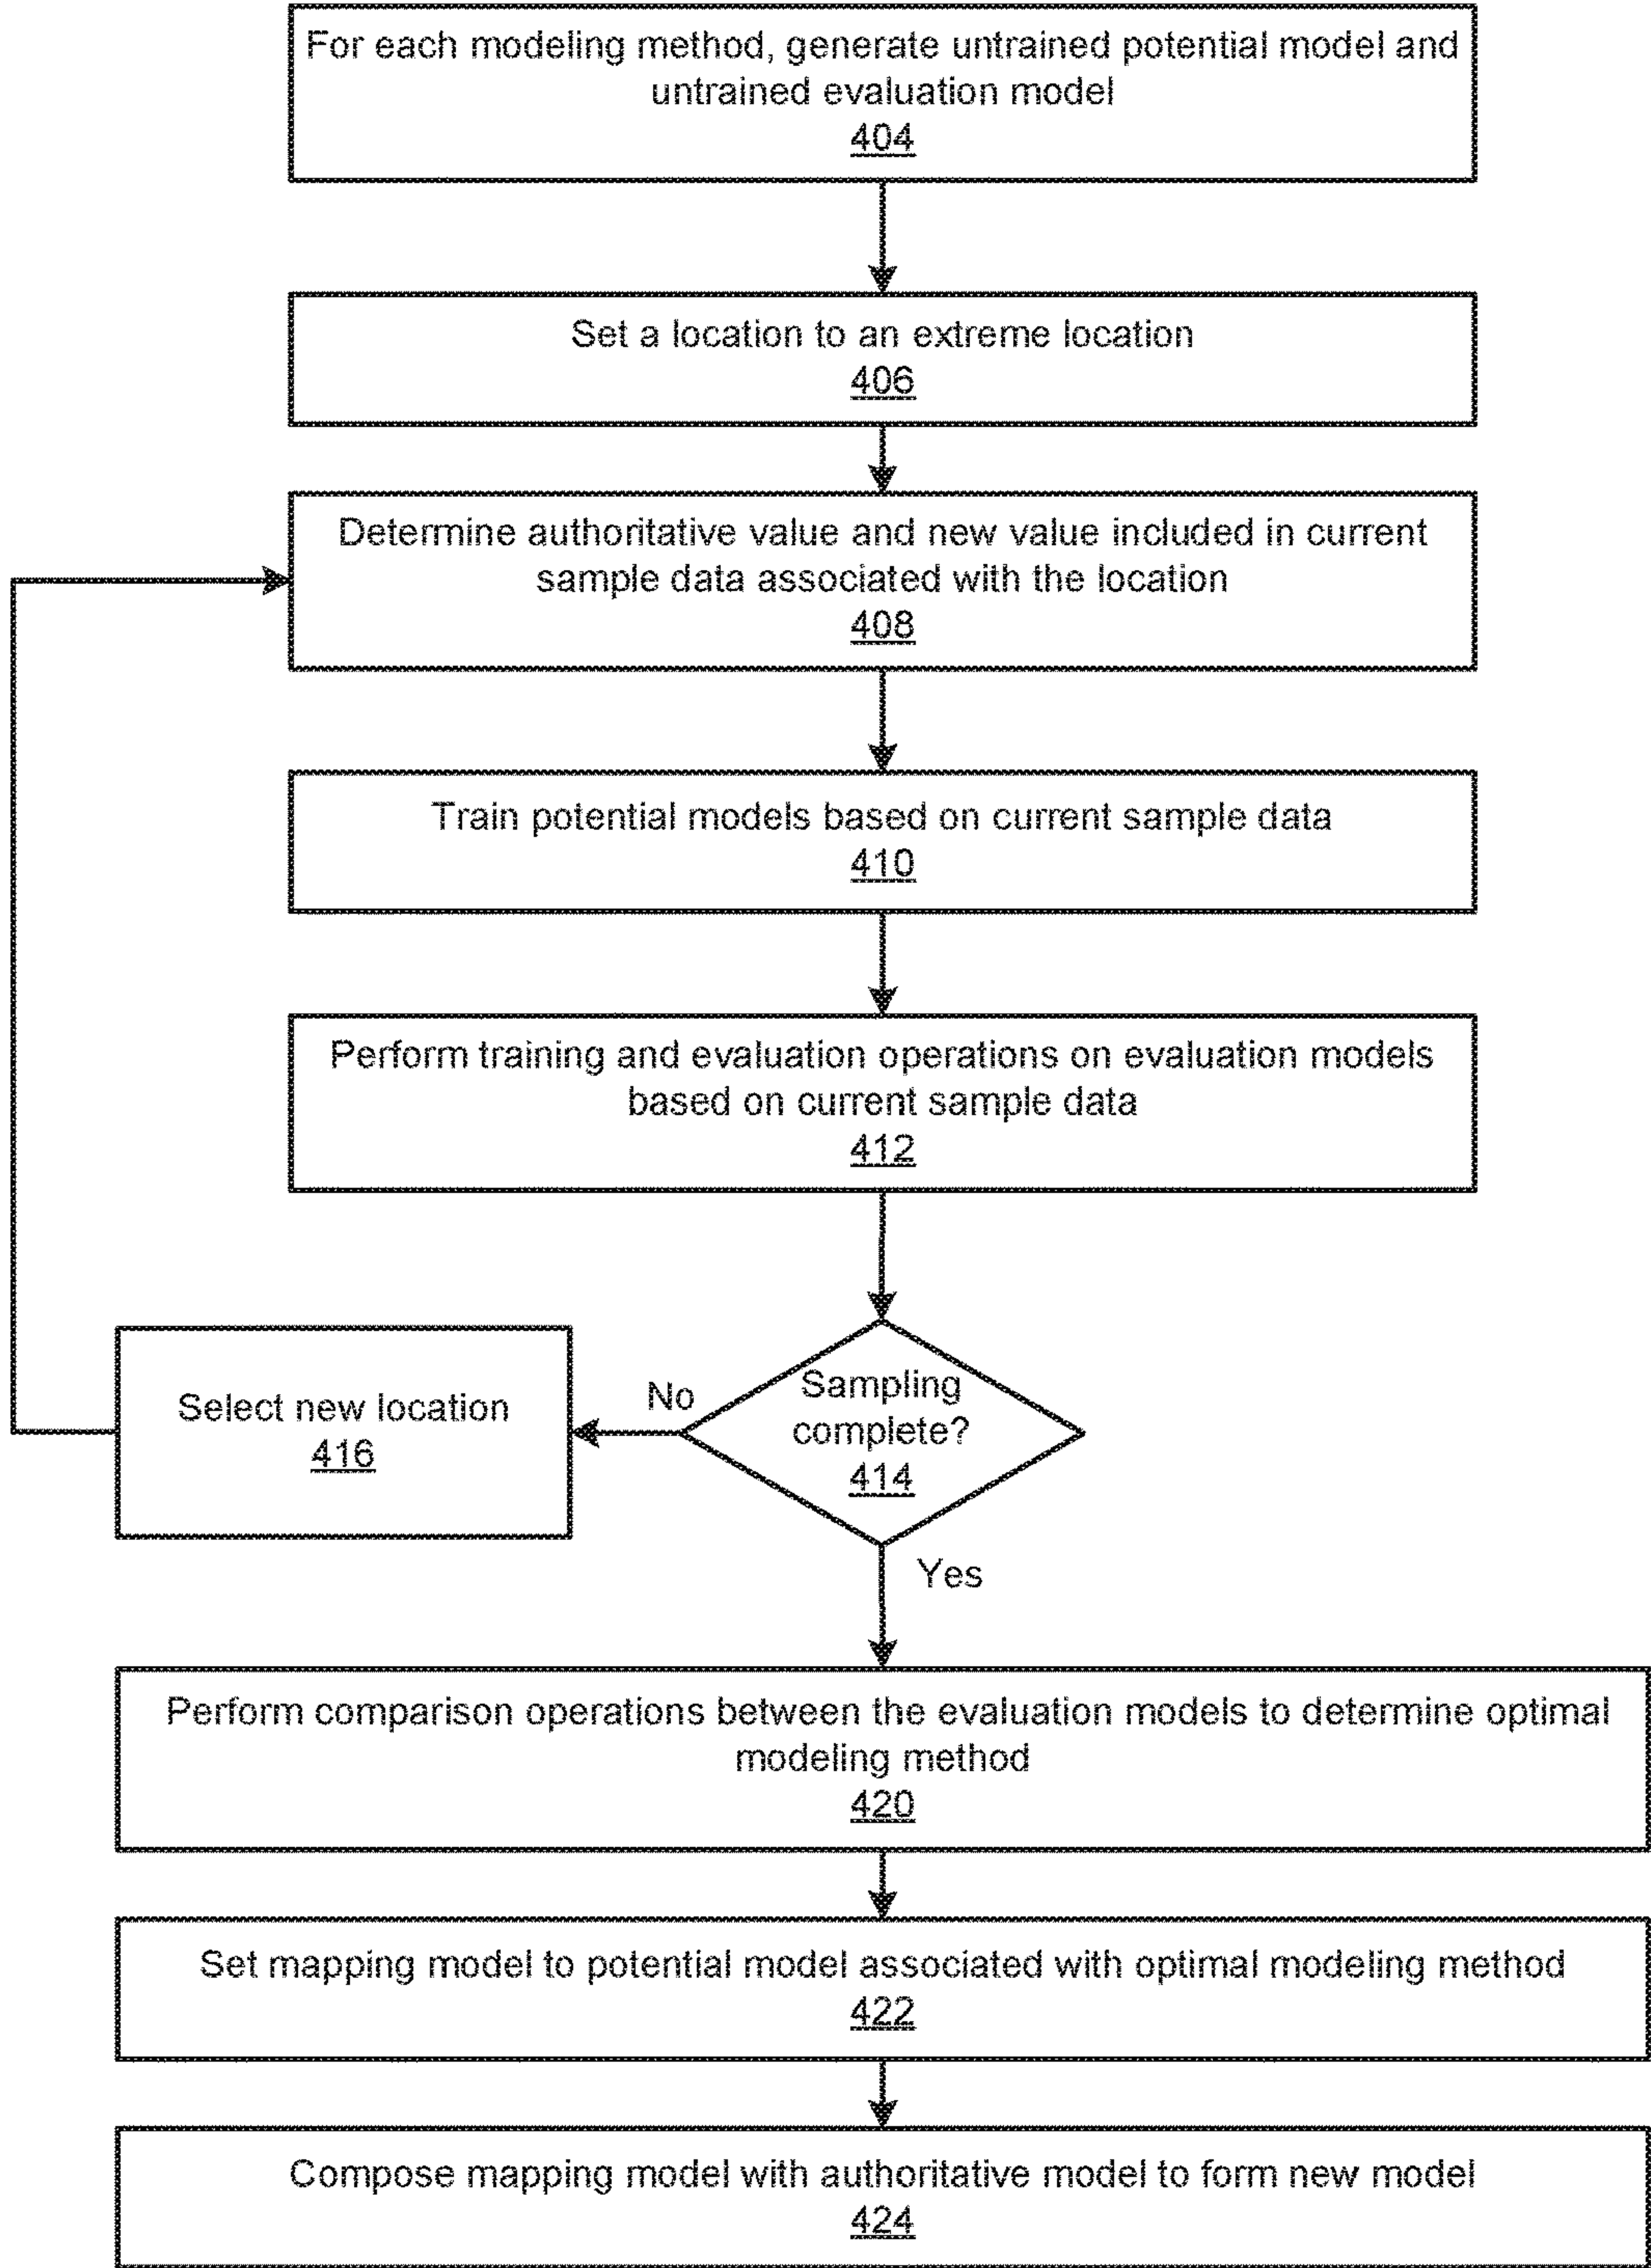 For each modeling method, generate untrained potential model and
untrained evaluation model
404
Set a location to an extreme location
406
Determine authoritative value and new value included in current
sample data associated with the location
408
Train potential models based on current sample data
410
Perform training and evaluation operations on evaluation models
based on current sample data
412
Sampling
complete?
414
No
Select new location
416
Yes
Perform comparison operations between the evaluation models to determine optimal
modeling method
420
Set mapping model to potential model associated with optimal modeling method
422
Compose mapping model with authoritative model to form new model
424